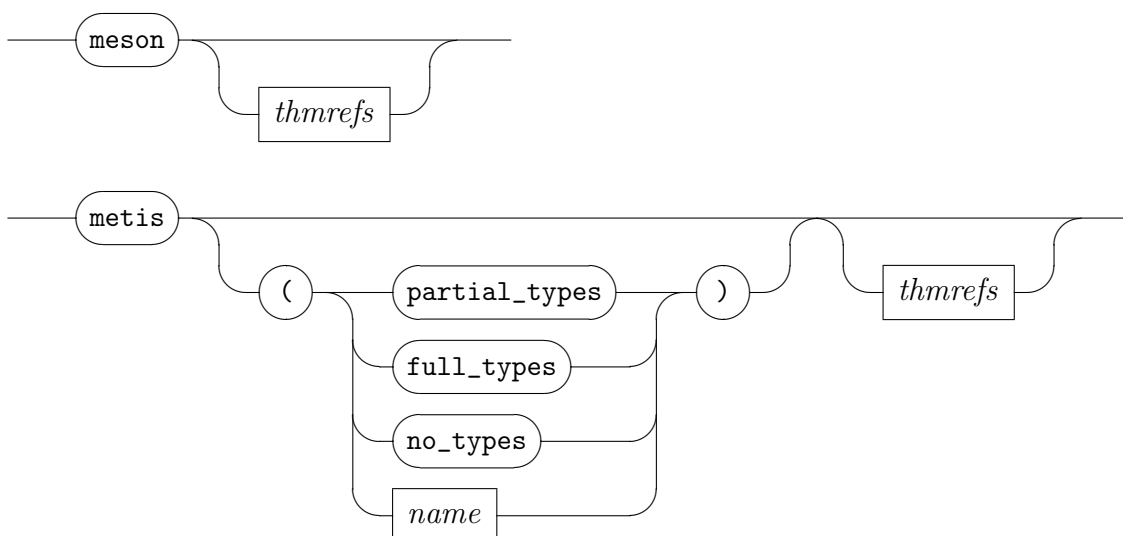 meson
thmrefs
metis
( partial_types ) thmrefs
full_types
no_types
name